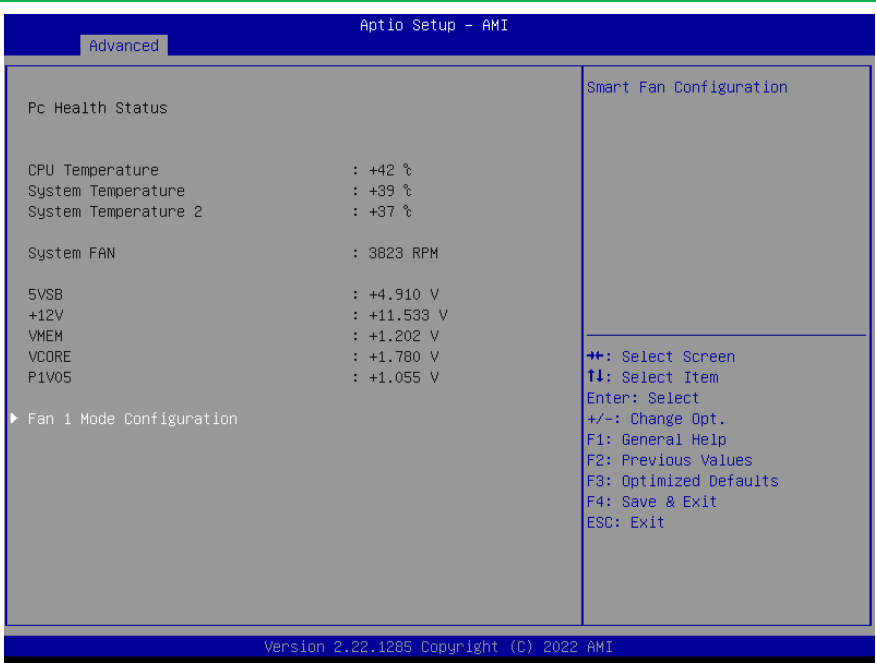 Aptio Setup – AMI
Advanced
Pc Health Status
CPU Temperature : +42 ℃
System Temperature : +39 ℃
System Temperature 2 : +37 ℃
System FAN : 3823 RPM
5VSB : +4.910 V
+12V : +11.533 V
VMEM : +1.202 V
VCORE : +1.780 V
P1V05 : +1.055 V
▶ Fan 1 Mode Configuration
Smart Fan Configuration
→←: Select Screen
↑↓: Select Item
Enter: Select
+/-: Change Opt.
F1: General Help
F2: Previous Values
F3: Optimized Defaults
F4: Save & Exit
ESC: Exit
Version 2.22.1285 Copyright (C) 2022 AMI